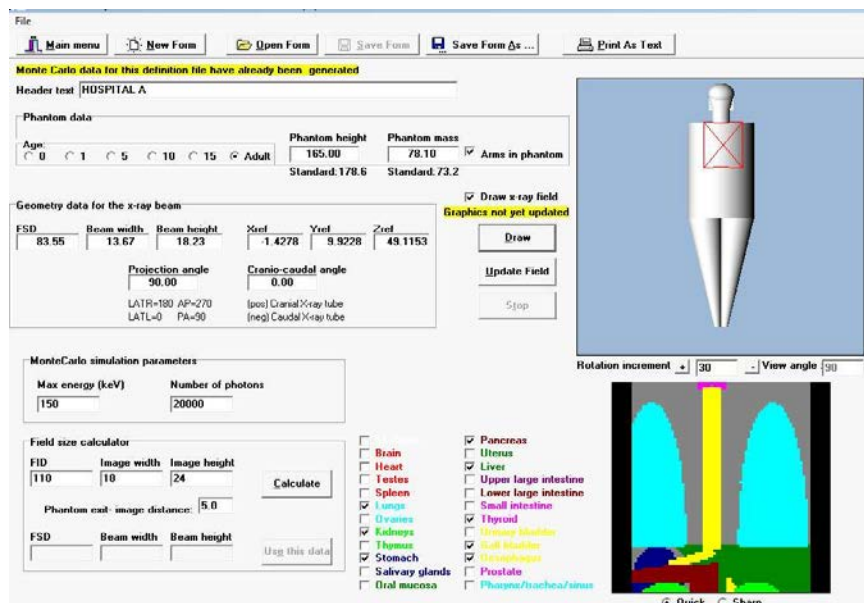 File
Main menu New Form Open Form Save Form Save Form As ... Print As Text
Monte Carlo data for this definition file have already been generated
Header text HOSPITAL A
Phantom data
Age:
0 1 5 10 15 Adult
Phantom height
165.00
Standard: 178.6
Phantom mass
78.10
Standard: 73.2
Arms in phantom
Draw x-ray field
Graphics not yet updated
Draw
Update Field
Stop
Geometry data for the x-ray beam
FSD Beam width Beam height Xref Yref Zref
83.55 13.67 18.23 -1.4278 9.9228 49.1153
Projection angle Cranio-caudal angle
90.00 0.00
LATR=180 AP=270 (pos) Cranial X-ray tube
LATL=0 PA=90 (neg) Caudal X-ray tube
Rotation increment + 30 - View angle 90
MonteCarlo simulation parameters
Max energy (keV) Number of photons
150 20000
Field size calculator
FID Image width Image height
110 18 24
Calculate
Phantom exit- image distance: 5.0
FSD Beam width Beam height
Use this data
Brain
Heart
Testes
Spleen
Lungs
Ovaries
Kidneys
Thymus
Stomach
Salivary glands
Oral mucosa
Pancreas
Uterus
Liver
Upper large intestine
Lower large intestine
Small intestine
Thyroid
Urinary bladder
Gall bladder
Oesophagus
Prostate
Pharynx/trachea/sinus
Quick Sharp